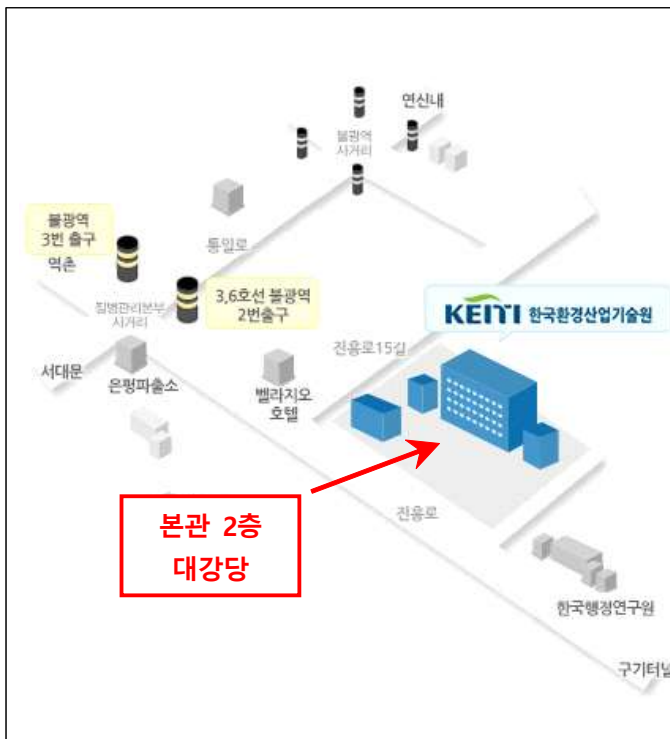 연신내
불광역
사거리
불광역
3번 출구
역촌
통일로
3,6호선 불광역
2번출구
질병관리본부
사거리
KEITI 한국환경산업기술원
진흥로15길
서대문
은평파출소
벨라지오
호텔
본관 2층
대강당
진흥로
한국행정연구원
구기터널